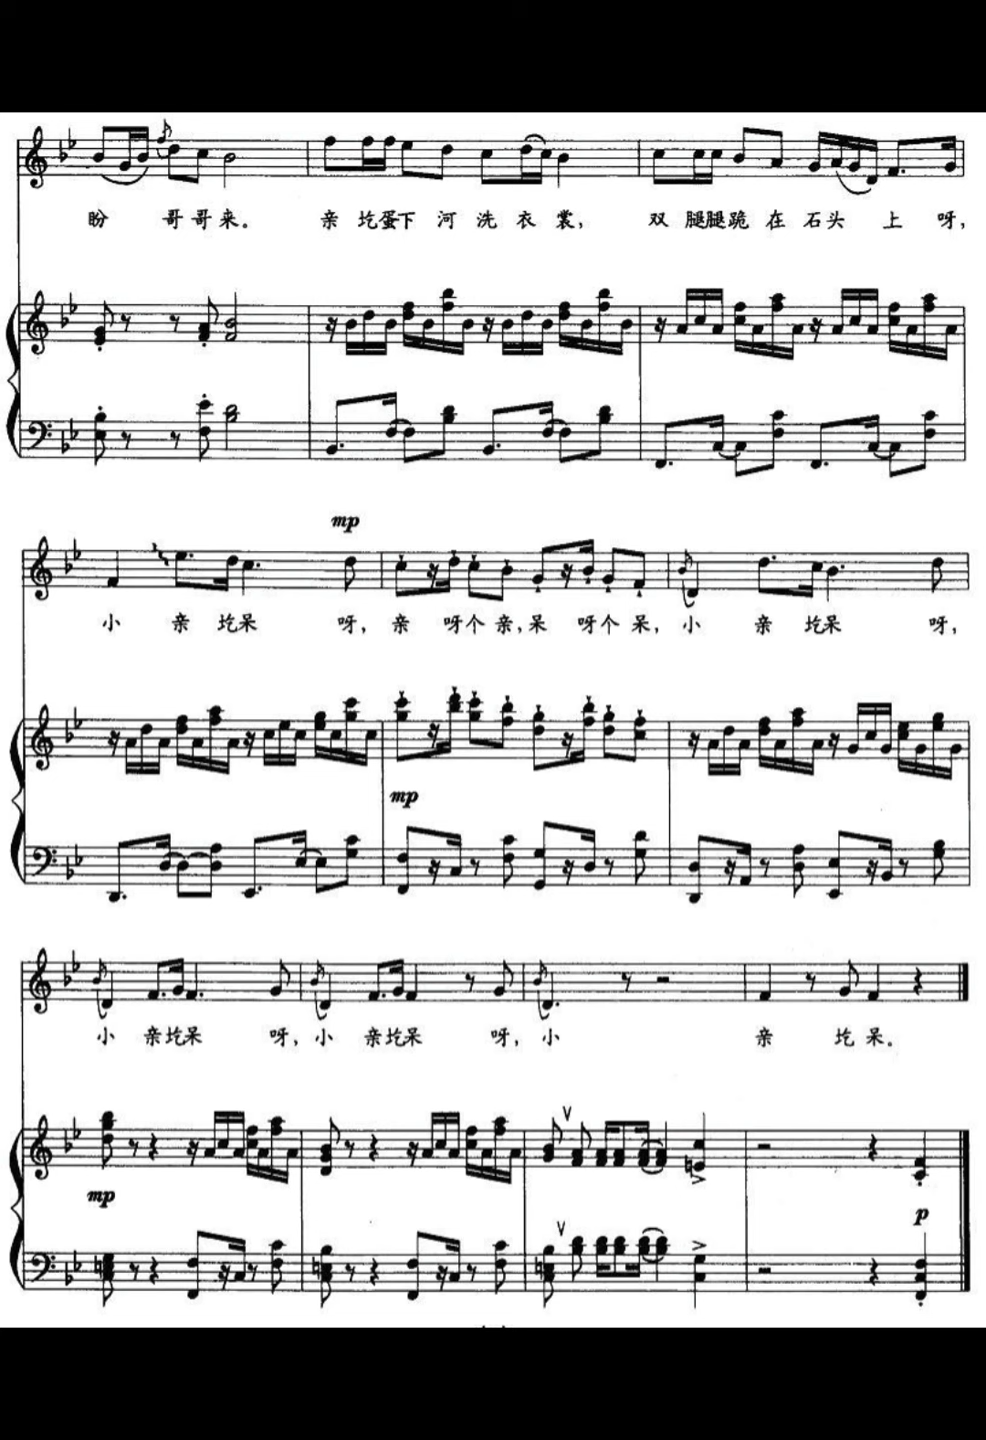 盼 哥哥来。 亲圪蛋下河洗衣裳, 双腿腿跪在石头上呀,
mp
小亲圪呆呀, 亲呀个亲,呆呀个呆, 小亲圪呆呀,
mp
小亲圪呆呀, 小亲圪呆呀, 小亲圪呆。
mp
p